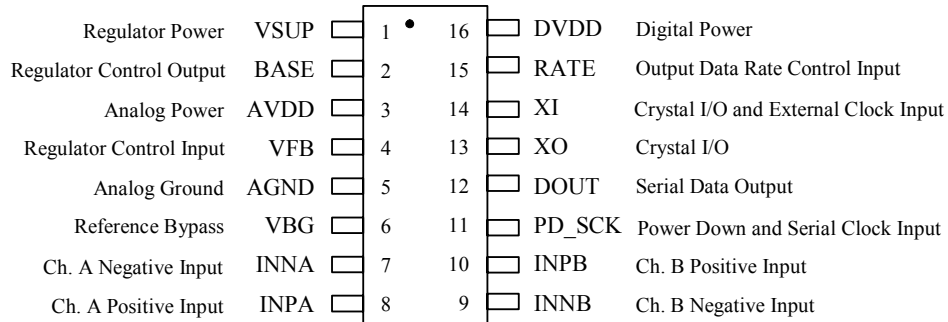 Regulator Power VSUP 1 16 DVDD Digital Power
Regulator Control Output BASE 2 15 RATE Output Data Rate Control Input
Analog Power AVDD 3 14 XI Crystal I/O and External Clock Input
Regulator Control Input VFB 4 13 XO Crystal I/O
Analog Ground AGND 5 12 DOUT Serial Data Output
Reference Bypass VBG 6 11 PD_SCK Power Down and Serial Clock Input
Ch. A Negative Input INNA 7 10 INPB Ch. B Positive Input
Ch. A Positive Input INPA 8 9 INNB Ch. B Negative Input